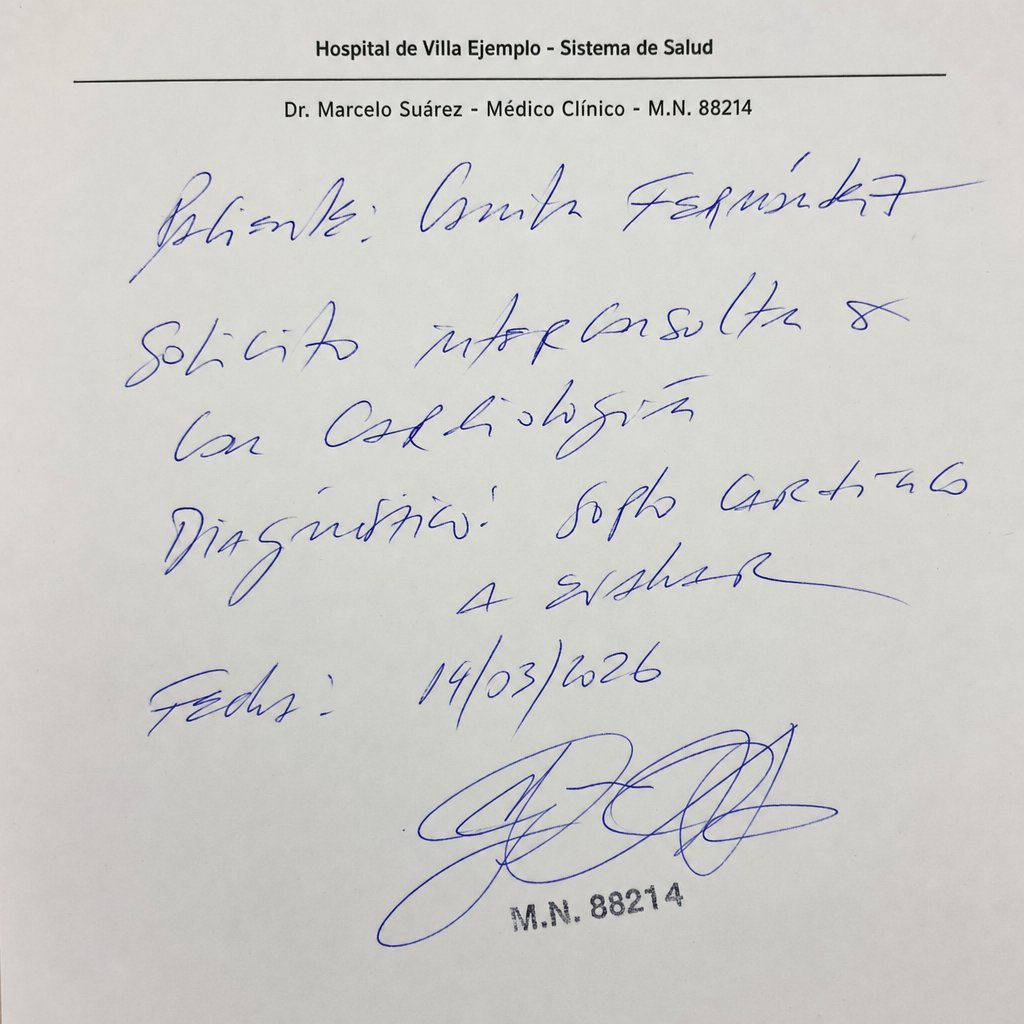 Hospital de Villa Ejemplo - Sistema de Salud
Dr. Marcelo Suárez - Médico Clínico - M.N. 88214
Paciente: Camila Fernández
Solicito interconsulta
con Cardiología
Diagnóstico: soplo cardíaco
a evaluar
Fecha: 14/03/2026
M.N. 88214